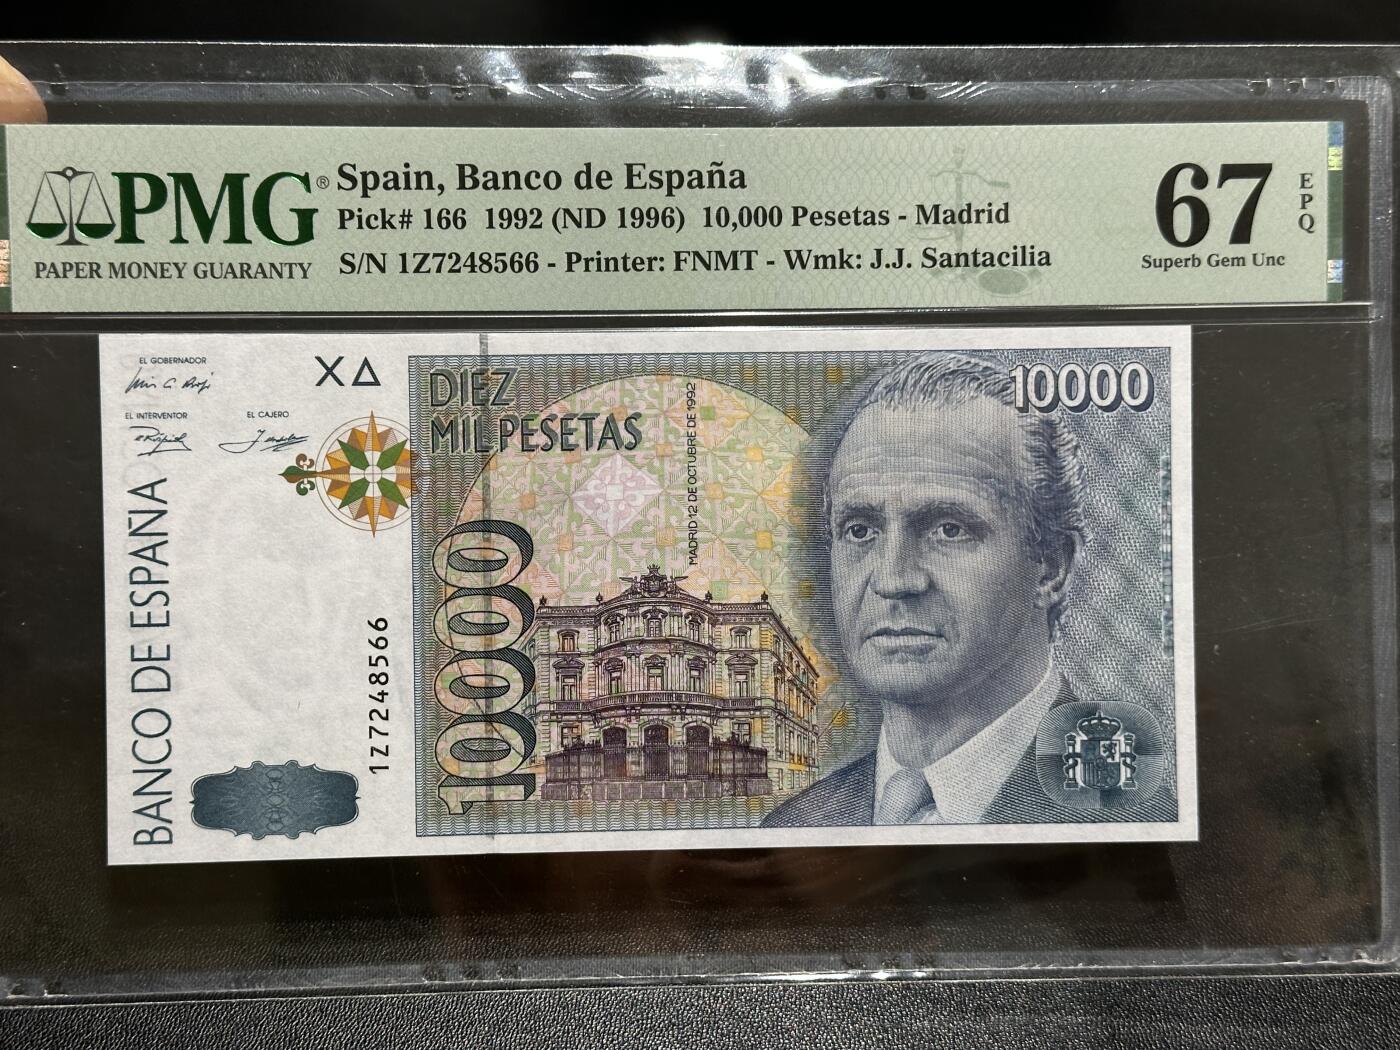 PMG®
PAPER MONEY GUARANTY
Spain, Banco de España
Pick# 166 1992 (ND 1996) 10,000 Pesetas - Madrid
S/N 1Z7248566 - Printer: FNMT - Wmk: J.J. Santacilia
67
EPQ
Superb Gem Unc
EL GOBERNADOR
EL INTERVENTOR
EL CAJERO
BANCO DE ESPAÑA
1Z7248566
DIEZ
MIL PESETAS
10000
MADRID 12 DE OCTUBRE DE 1992
10000